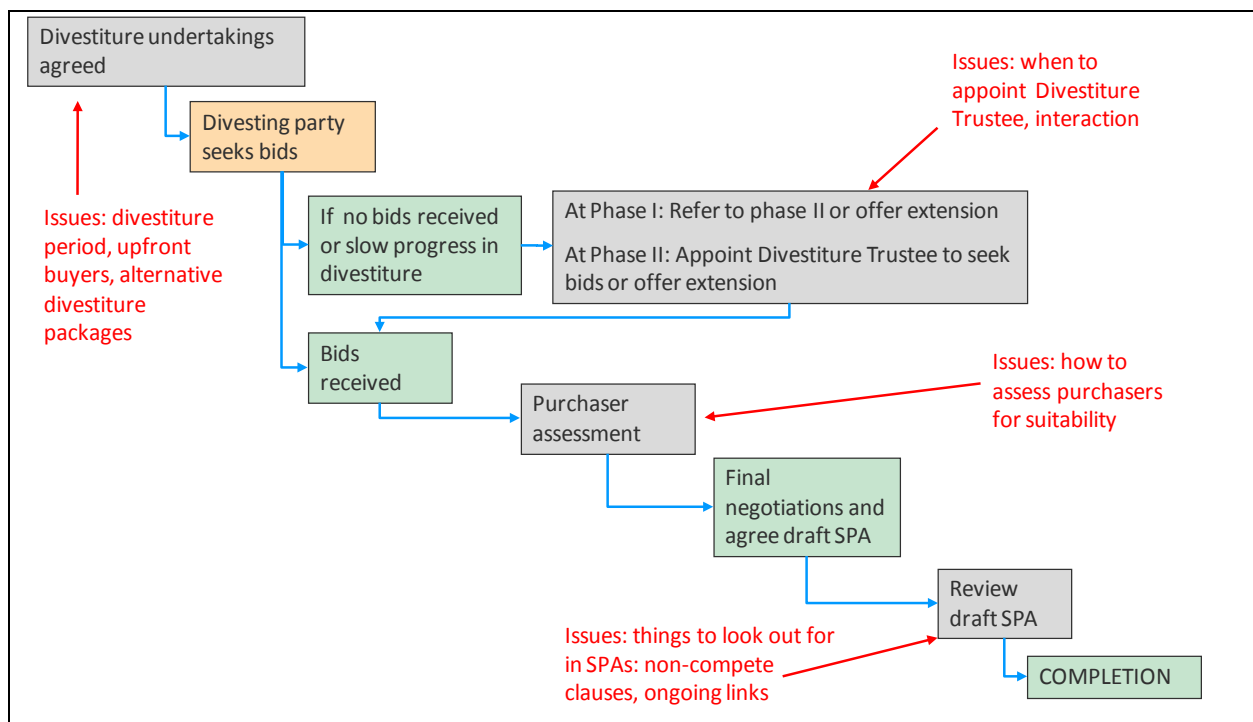 Divestiture undertakings
agreed
Issues: when to
appoint Divestiture
Trustee, interaction
Divesting party
seeks bids
Issues: divestiture
period, upfront
buyers, alternative
divestiture
packages
If no bids received
or slow progress in
divestiture
At Phase I: Refer to phase II or offer extension
At Phase II: Appoint Divestiture Trustee to seek
bids or offer extension
Bids
received
Issues: how to
assess purchasers
for suitability
Purchaser
assessment
Final
negotiations and
agree draft SPA
Review
draft SPA
Issues: things to look out for
in SPAs: non-compete
clauses, ongoing links
COMPLETION